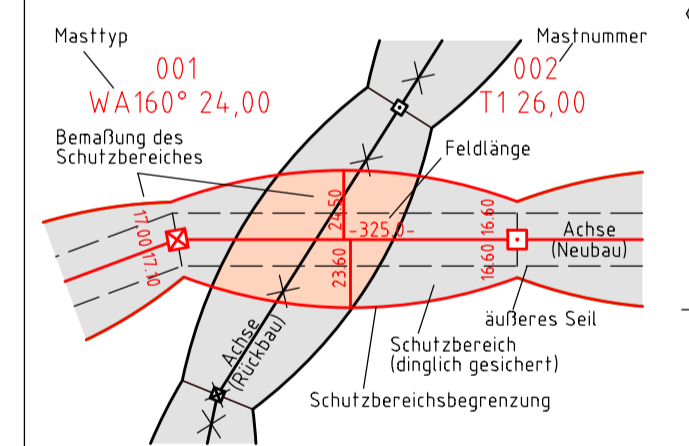 Masttyp
Mastnummer
001
WA160° 24,00
002
T1 26,00
Bemaßung des
Schutzbereiches
Feldlänge
17.00
17.10
24.50
23.60
-325.0-
16.60
16.60
Achse
(Neubau)
äußeres Seil
Achse
(Rückbau)
Schutzbereich
(dinglich gesichert)
Schutzbereichsbegrenzung